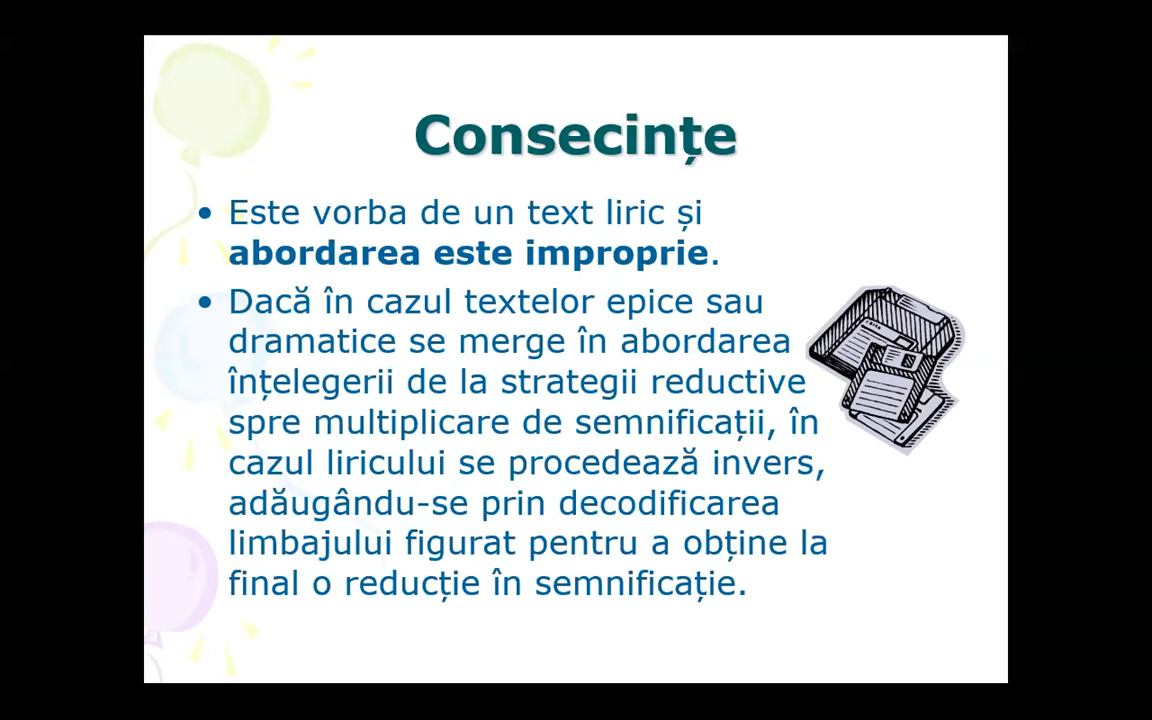 Consecințe
• Este vorba de un text liric și
abordarea este improprie.
• Dacă în cazul textelor epice sau
dramatice se merge în abordarea
înțelegerii de la strategii reductive
spre multiplicare de semnificații, în
cazul liricului se procedează invers,
adăugându-se prin decodificarea
limbajului figurat pentru a obține la
final o reducție în semnificație.